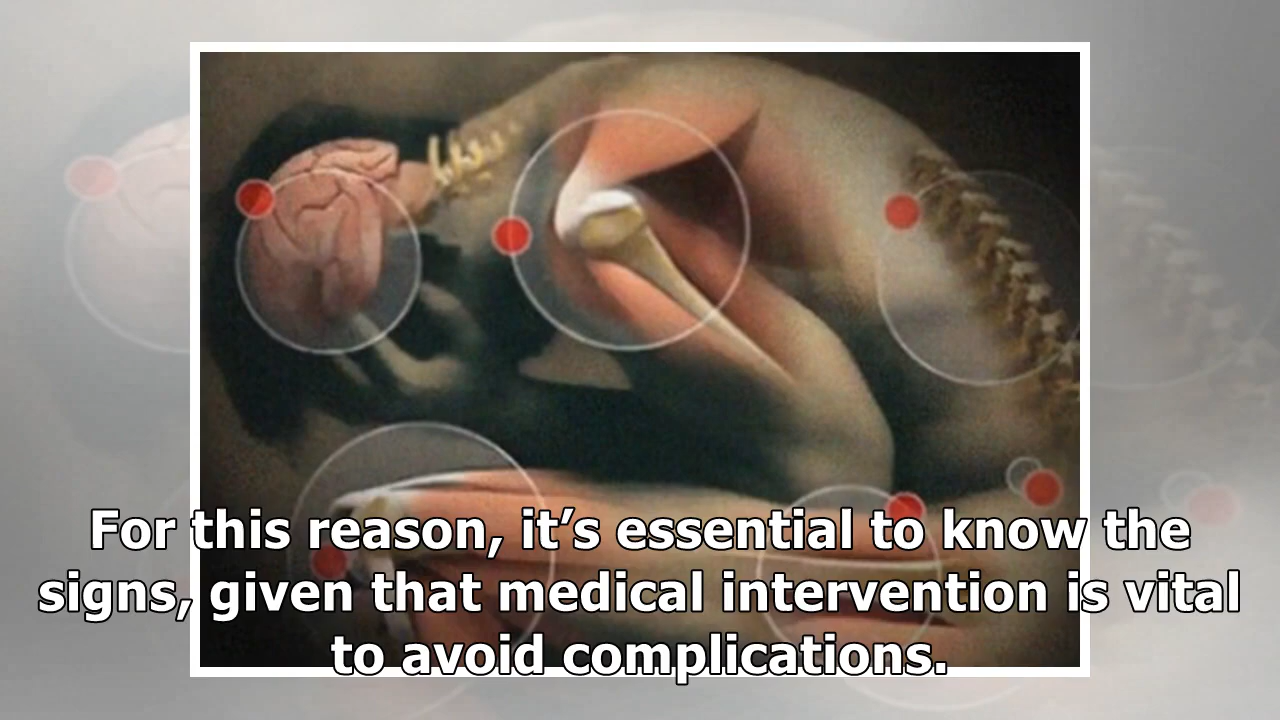 For this reason, it’s essential to know the
signs, given that medical intervention is vital
to avoid complications.